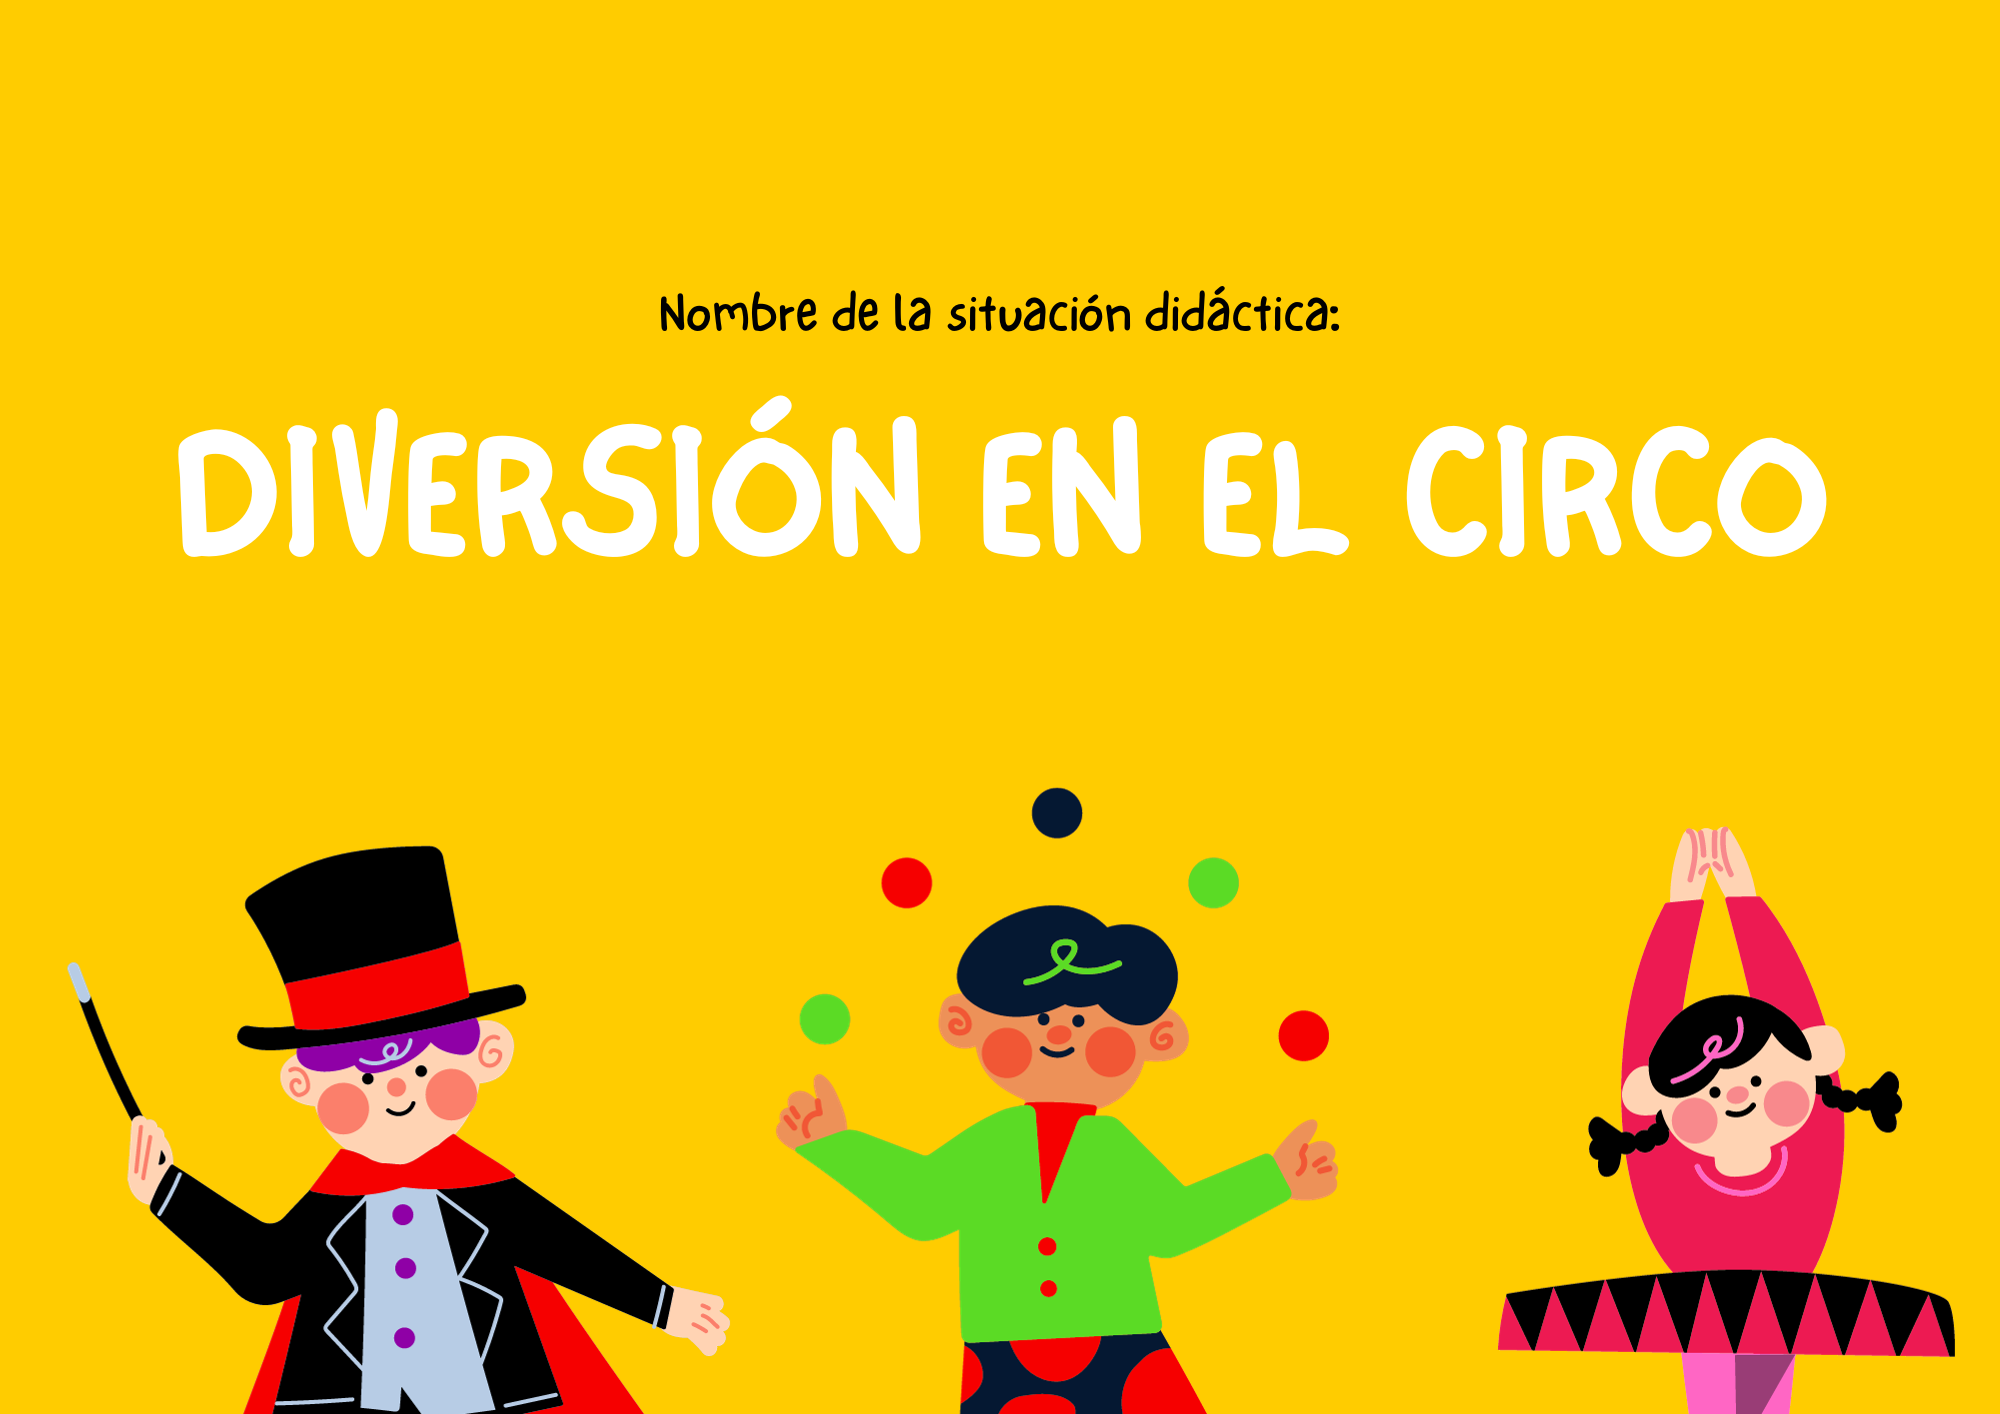 Nombre de la situación didáctica:
DIVERSIÓN EN EL CIRCO